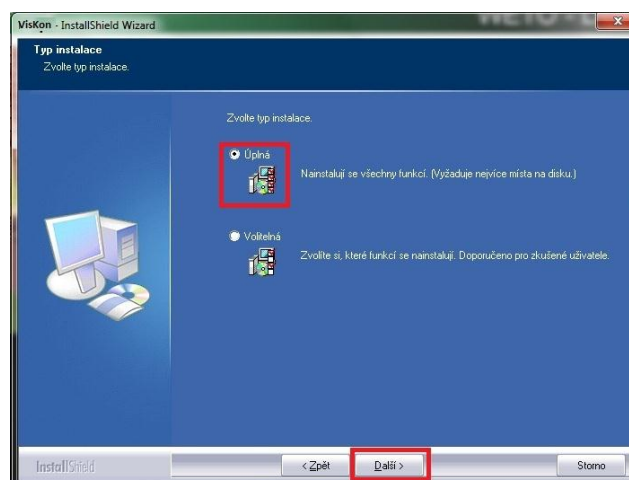 VisKon - InstallShield Wizard
Typ instalace
Zvolte typ instalace.
Zvolte typ instalace.
Úplná
Nainstalují se všechny funkcí. (Vyžaduje nejvíce místa na disku.)
Volitelná
Zvolíte si, které funkcí se nainstalují. Doporučeno pro zkušené uživatele.
InstallShield
< Zpět
Další >
Storno